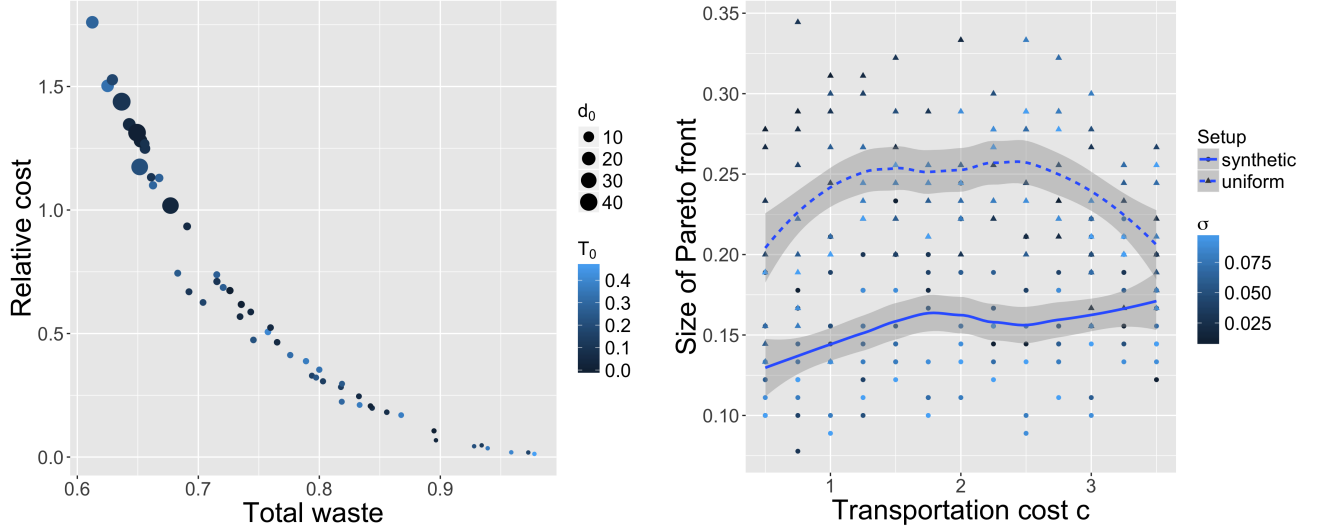 Relative cost
1.5
1.0
0.5
0.0
0.6
0.7
0.8
0.9
Total waste
d0
10
20
30
40
T0
0.4
0.3
0.2
0.1
0.0
Size of Pareto front
0.35
0.30
0.25
0.20
0.15
0.10
1
2
3
Transportation cost c
Setup
synthetic
uniform
σ
0.075
0.050
0.025